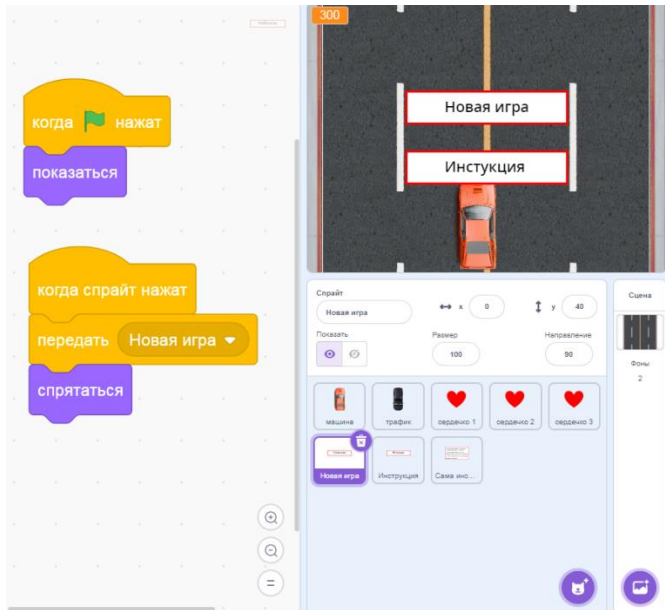 когда нажат
показаться
когда спрайт нажат
передать Новая игра
спрятаться
300
Новая игра
Инстукция
Спрайт
Новая игра
x 0
y 40
Показать
Размер
Направление
100
90
машина
трафик
сердечко 1
сердечко 2
сердечко 3
Новая игра
Инструкция
Сама инс...
Сцена
Фоны
2